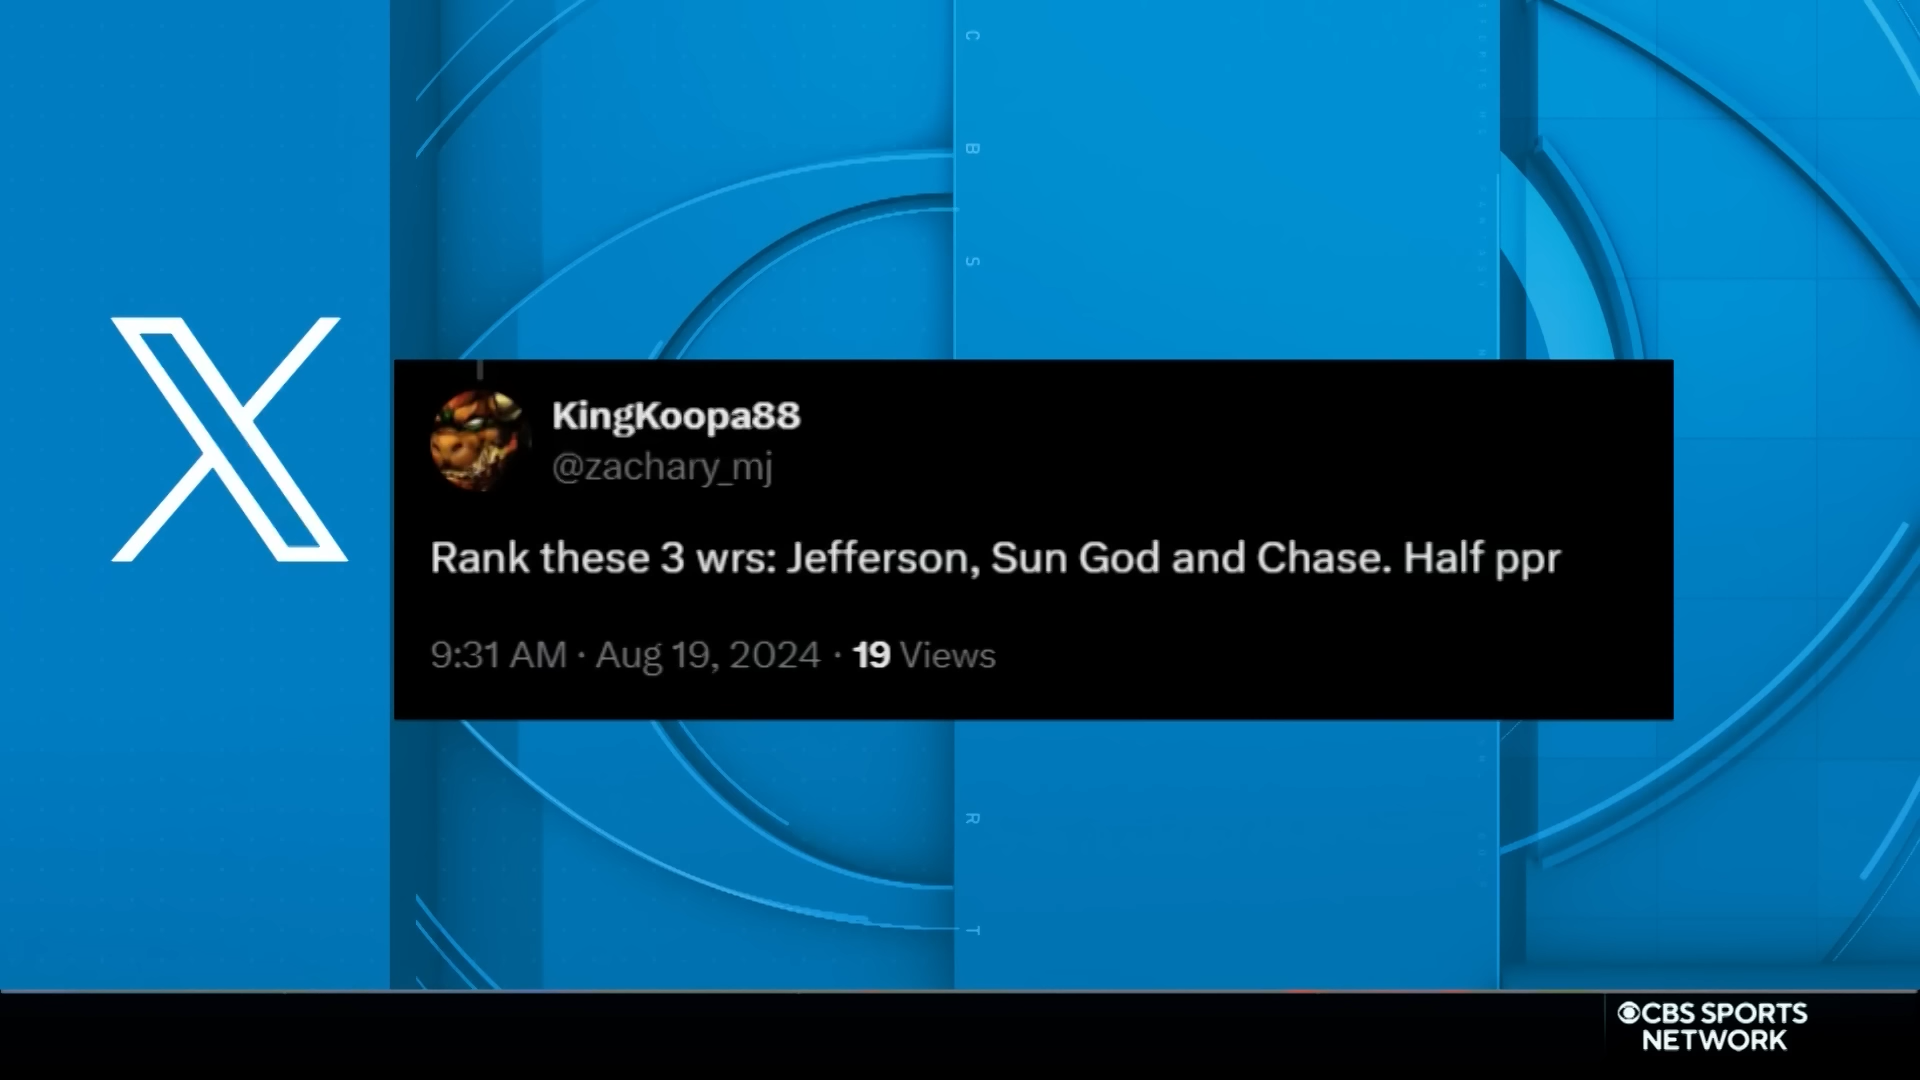 C
B
S
KingKoopa88
@zachary_mj
Rank these 3 wrs: Jefferson, Sun God and Chase. Half ppr
9:31 AM · Aug 19, 2024 · 19 Views
R
T
CBS SPORTS
NETWORK